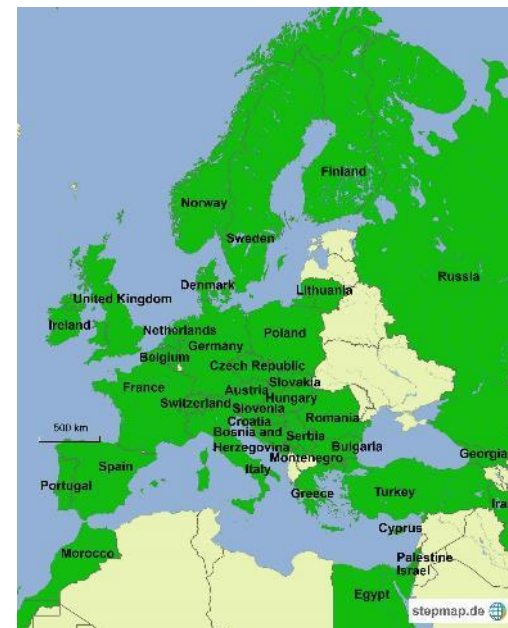 Finland
Norway
Sweden
Russia
Denmark
Lithuania
United Kingdom
Ireland
Netherlands
Poland
Germany
Belgium
Czech Republic
Slovakia
France
Austria
Hungary
Switzerland
Slovenia
Croatia
Romania
500 km
Bosnia and
Herzegovina
Serbia
Bulgaria
Montenegro
Georgia
Italy
Spain
Portugal
Greece
Turkey
Ira
Cyprus
Morocco
Palestine
Israel
Egypt
stepmap.de